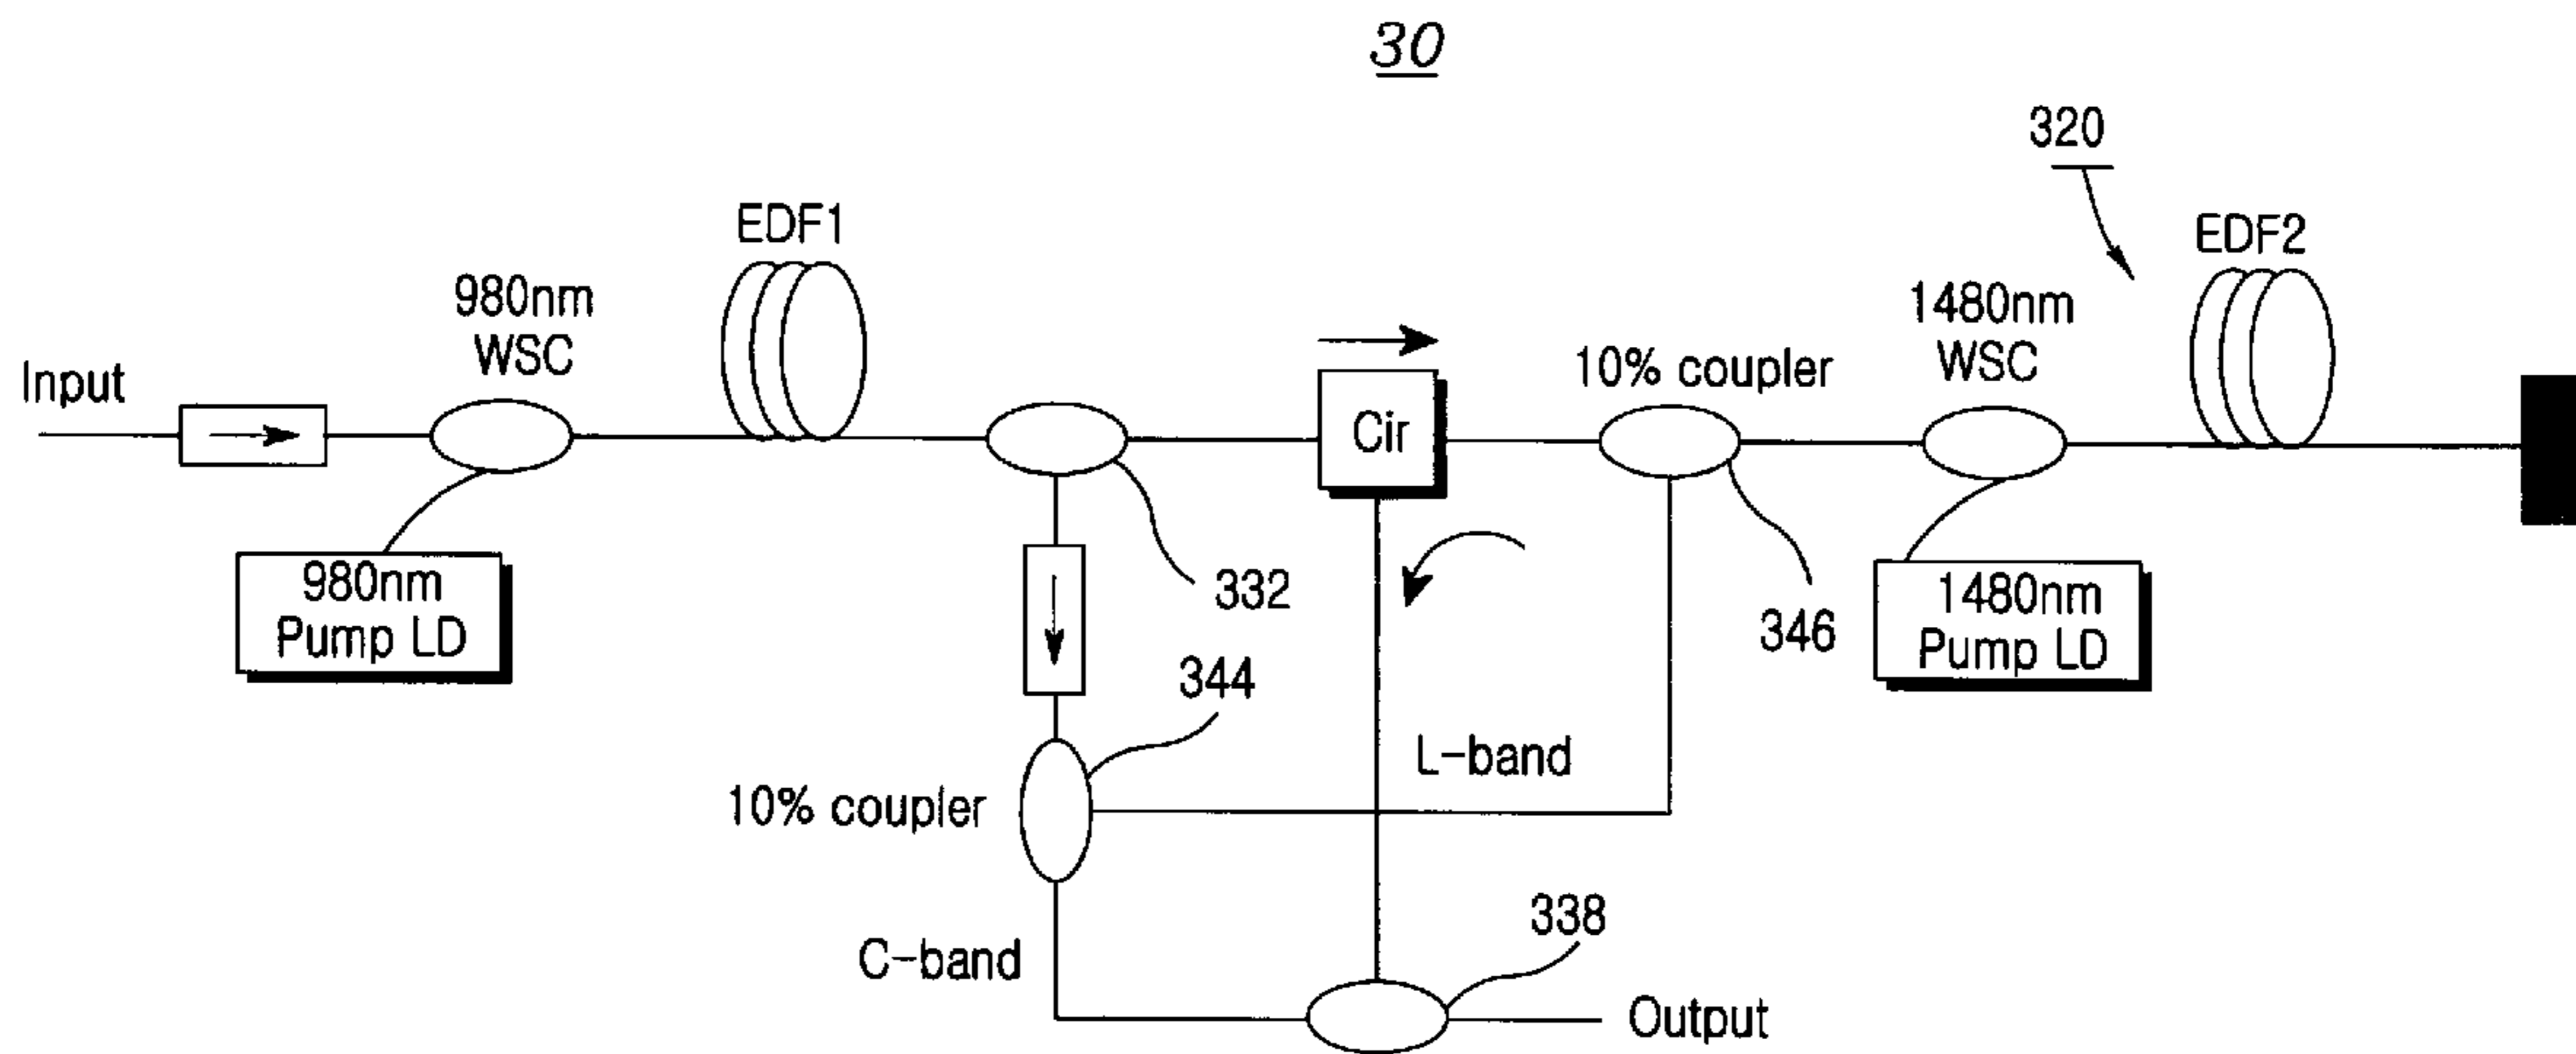 30
320
EDF1
EDF2
980nm
WSC
1480nm
WSC
Input
10% coupler
Cir
980nm
Pump LD
332
346
1480nm
Pump LD
344
L-band
10% coupler
338
C-band
Output